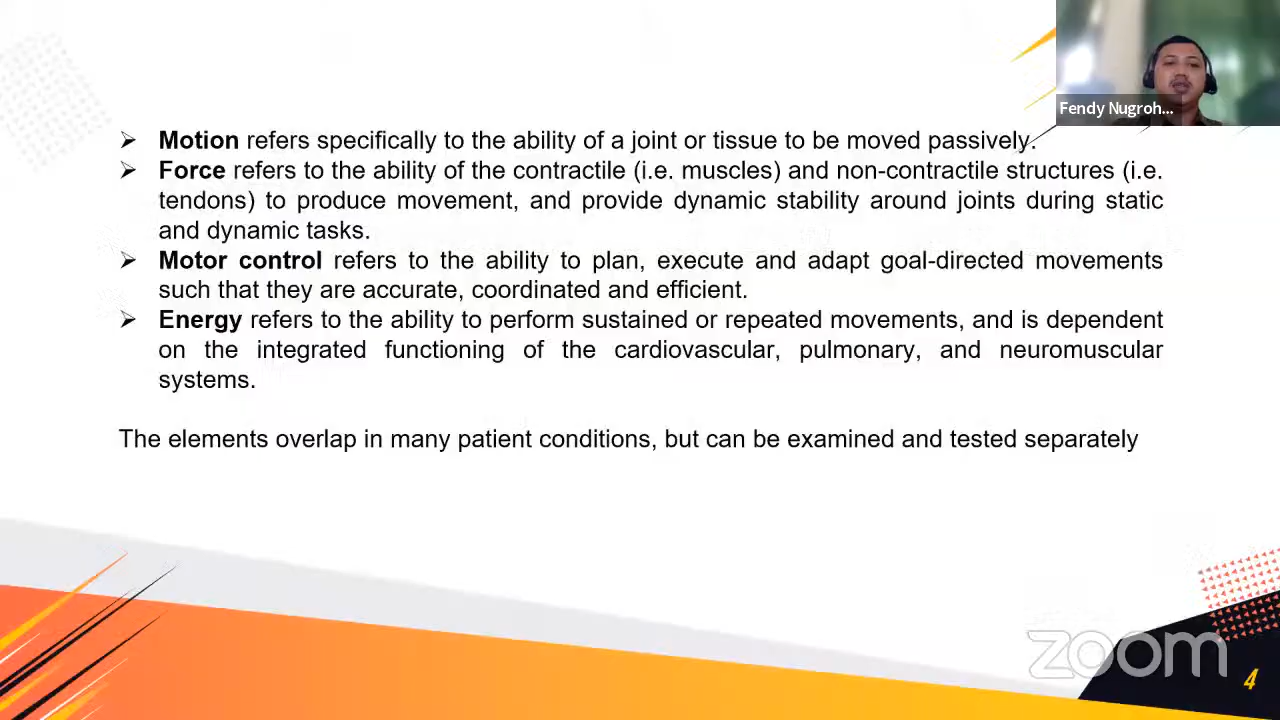 Fendy Nugroh...
➢ Motion refers specifically to the ability of a joint or tissue to be moved passively.
➢ Force refers to the ability of the contractile (i.e. muscles) and non-contractile structures (i.e.
tendons) to produce movement, and provide dynamic stability around joints during static
and dynamic tasks.
➢ Motor control refers to the ability to plan, execute and adapt goal-directed movements
such that they are accurate, coordinated and efficient.
➢ Energy refers to the ability to perform sustained or repeated movements, and is dependent
on the integrated functioning of the cardiovascular, pulmonary, and neuromuscular
systems.
The elements overlap in many patient conditions, but can be examined and tested separately
zoom
4